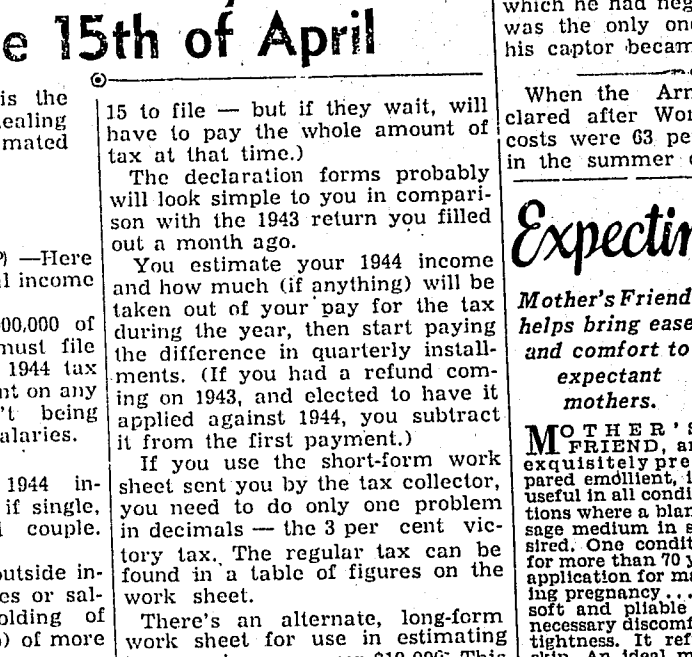 e 15th of April
is the
ealing
mated
—Here
income
00,000 of
must file
1944 tax
nt on any
't being
alaries.
1944 in-
if single,
couple.
outside in-
es or sal-
olding of
) of more
15 to file — but if they wait, will
have to pay the whole amount of
tax at that time.)
The declaration forms probably
will look simple to you in compari-
son with the 1943 return you filled
out a month ago.
You estimate your 1944 income
and how much (if anything) will be
taken out of your pay for the tax
during the year, then start paying
the difference in quarterly install-
ments. (If you had a refund com-
ing on 1943, and elected to have it
applied against 1944, you subtract
it from the first payment.)
If you use the short-form work
sheet sent you by the tax collector,
you need to do only one problem
in decimals — the 3 per cent vic-
tory tax. The regular tax can be
found in a table of figures on the
work sheet.
There's an alternate, long-form
work sheet for use in estimating
which he had neg
was the only on
his captor becam
When the Arm
clared after Wor
costs were 63 pe
in the summer
Expectin
Mother's Friend
helps bring ease
and comfort to
expectant
mothers.
MOTHER'S
FRIEND, an
exquisitely pre
pared emollient, i
useful in all condi
tions where a blan
sage medium in s
sired. One condit
for more than 70 y
application for m
ing pregnancy...
soft and pliable
necessary discomf
tightness. It ref
skin. An ideal m